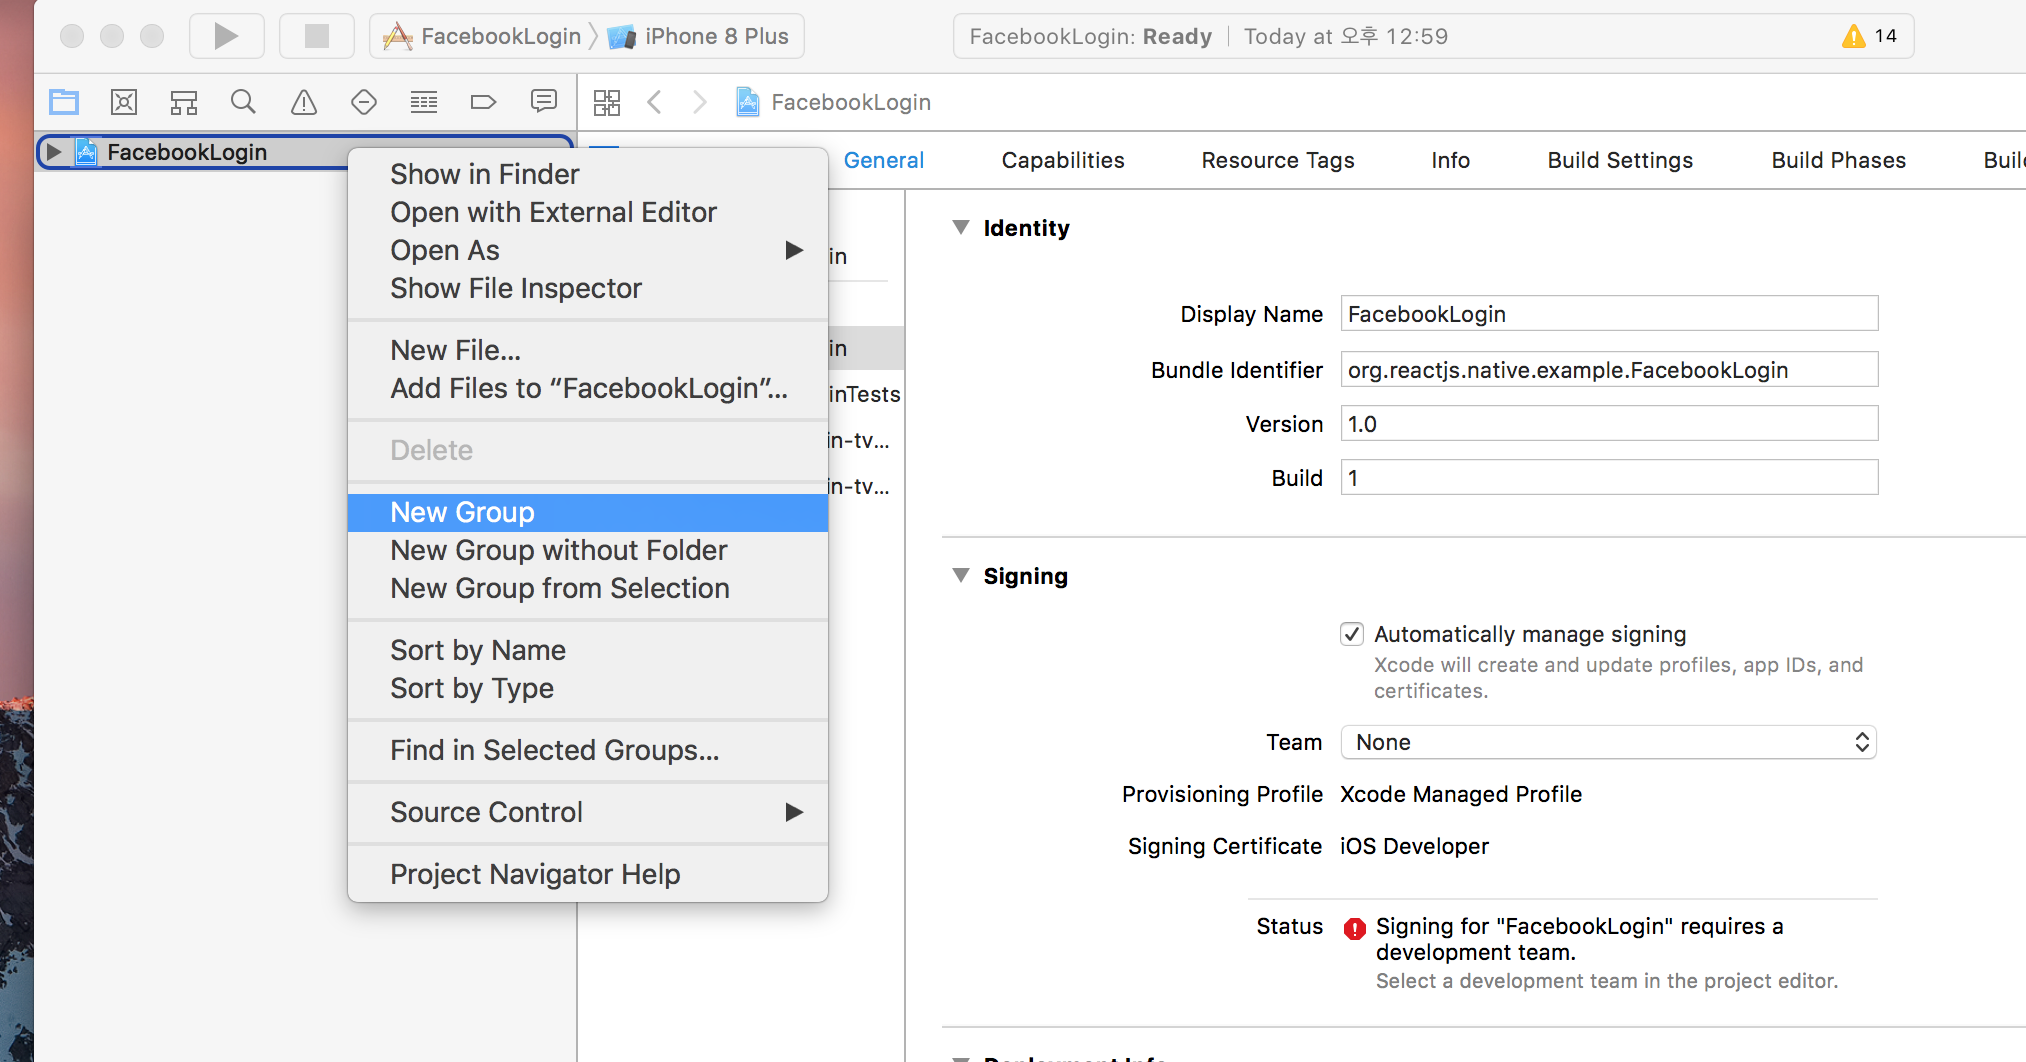 FacebookLogin
iPhone 8 Plus
FacebookLogin: Ready
Today at 오후 12:59
14
FacebookLogin
FacebookLogin
General
Capabilities
Resource Tags
Info
Build Settings
Build Phases
Show in Finder
Open with External Editor
Open As
Show File Inspector
New File...
Add Files to “FacebookLogin”...
Delete
New Group
New Group without Folder
New Group from Selection
Sort by Name
Sort by Type
Find in Selected Groups...
Source Control
Project Navigator Help
in
in
inTests
in-tv...
in-tv...
Identity
Display Name FacebookLogin
Bundle Identifier org.reactjs.native.example.FacebookLogin
Version 1.0
Build 1
Signing
Automatically manage signing
Xcode will create and update profiles, app IDs, and
certificates.
Team None
Provisioning Profile Xcode Managed Profile
Signing Certificate iOS Developer
Status Signing for "FacebookLogin" requires a
development team.
Select a development team in the project editor.